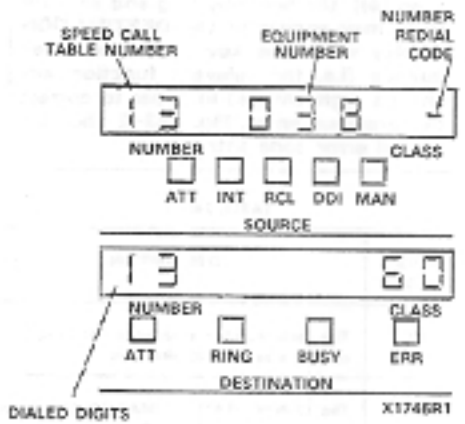 SPEED CALL
TABLE NUMBER
EQUIPMENT
NUMBER
NUMBER
REDIAL
CODE
13 038 -
NUMBER CLASS
ATT INT RCL DDI MAN
SOURCE
13 60
NUMBER CLASS
ATT RING BUSY ERR
DESTINATION
DIALED DIGITS
X1746R1